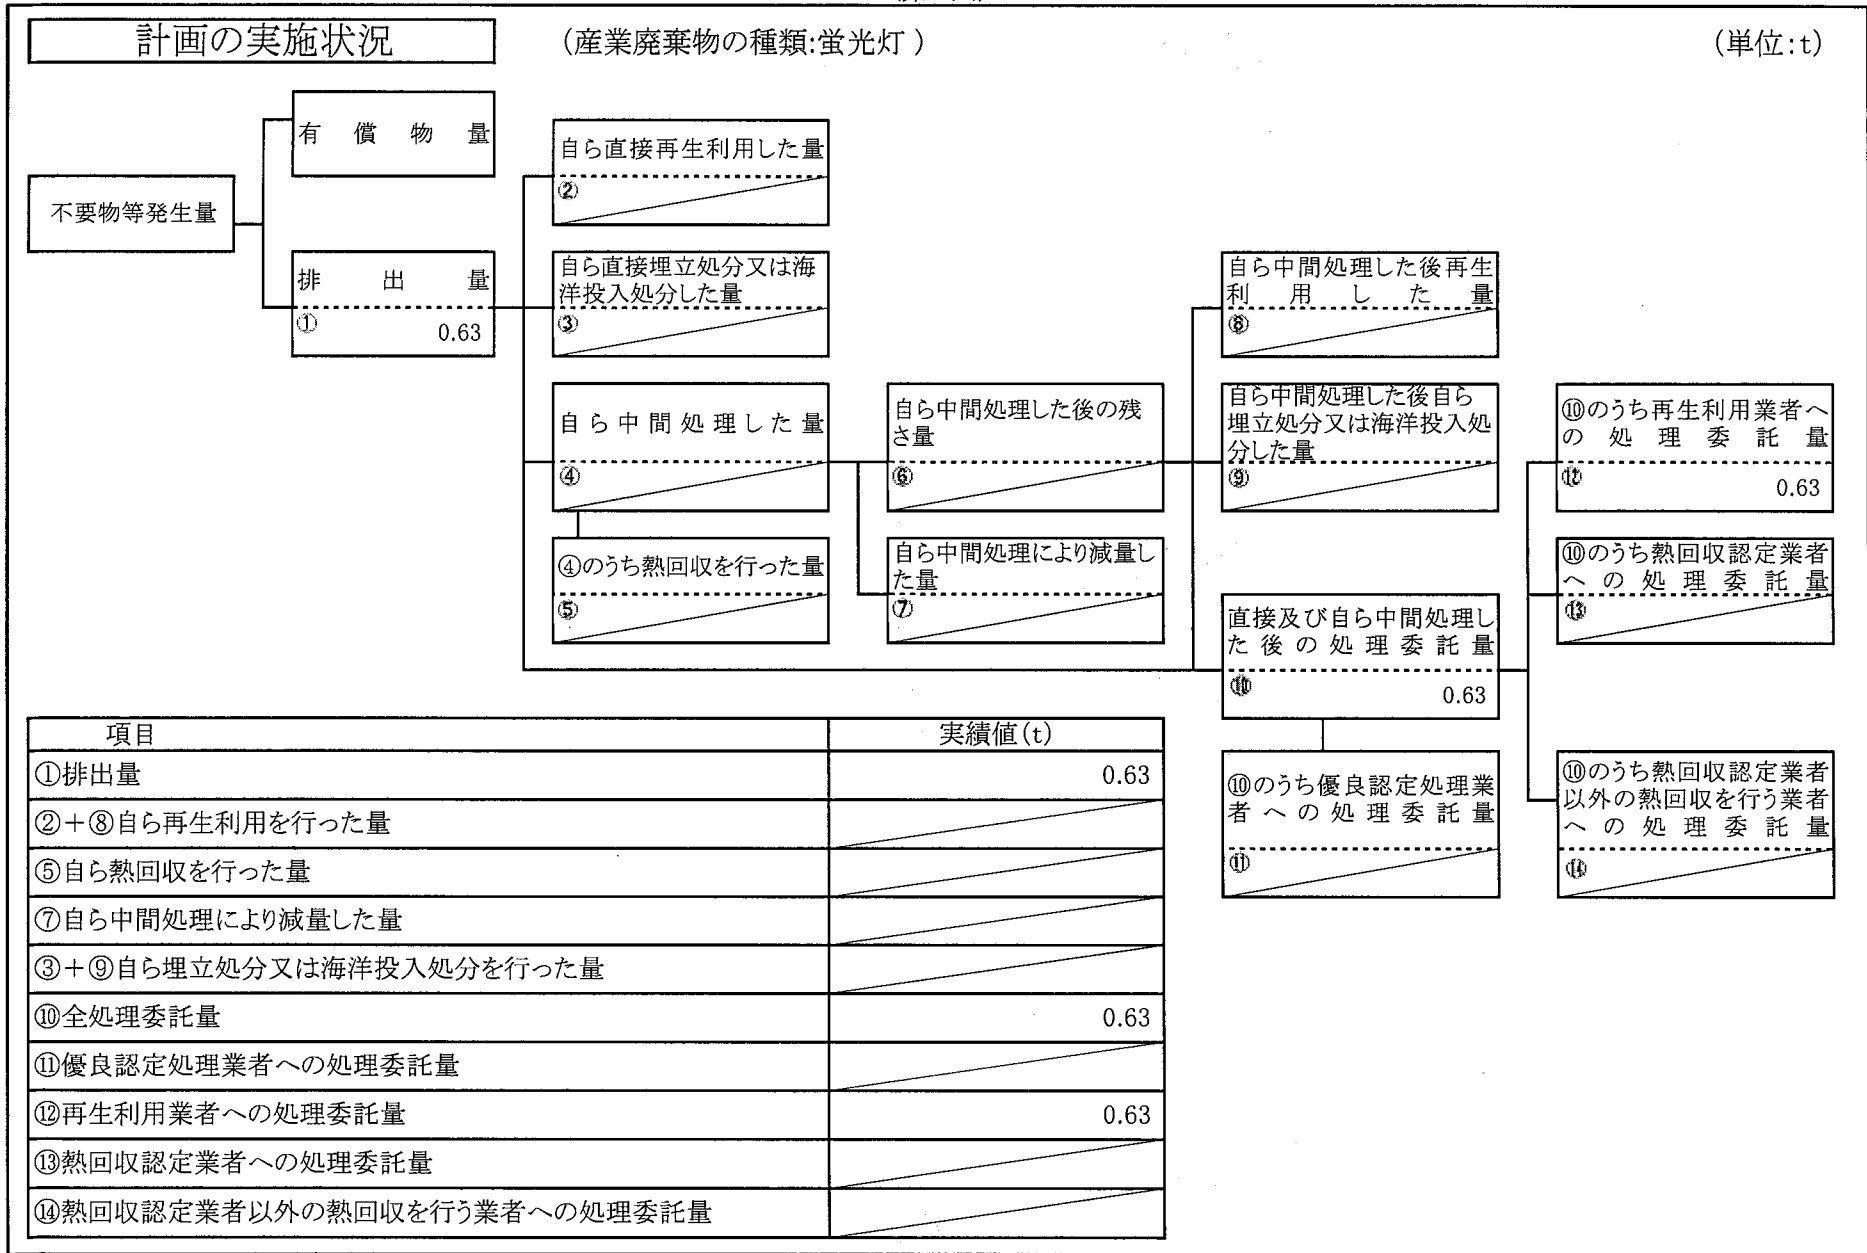 計画の実施状況
（産業廃棄物の種類:蛍光灯 ）
（単位:t）
有償物量
不要物等発生量
排出量
① 0.63
自ら直接再生利用した量
②
自ら直接埋立処分又は海
洋投入処分した量
③
自ら中間処理した量
④
④のうち熱回収を行った量
⑤
自ら中間処理した後の残
さ量
⑥
自ら中間処理により減量し
た量
⑦
自ら中間処理した後再生
利用した量
⑧
自ら中間処理した後自ら
埋立処分又は海洋投入処
分した量
⑨
直接及び自ら中間処理し
た後の処理委託量
⑩ 0.63
⑩のうち優良認定処理業
者への処理委託量
⑪
⑩のうち再生利用業者へ
の処理委託量
⑫ 0.63
⑩のうち熱回収認定業者
への処理委託量
⑬
⑩のうち熱回収認定業者
以外の熱回収を行う業者
への処理委託量
⑭
項目 実績値(t)
①排出量 0.63
②＋⑧自ら再生利用を行った量
⑤自ら熱回収を行った量
⑦自ら中間処理により減量した量
③＋⑨自ら埋立処分又は海洋投入処分を行った量
⑩全処理委託量 0.63
⑪優良認定処理業者への処理委託量
⑫再生利用業者への処理委託量 0.63
⑬熱回収認定業者への処理委託量
⑭熱回収認定業者以外の熱回収を行う業者への処理委託量